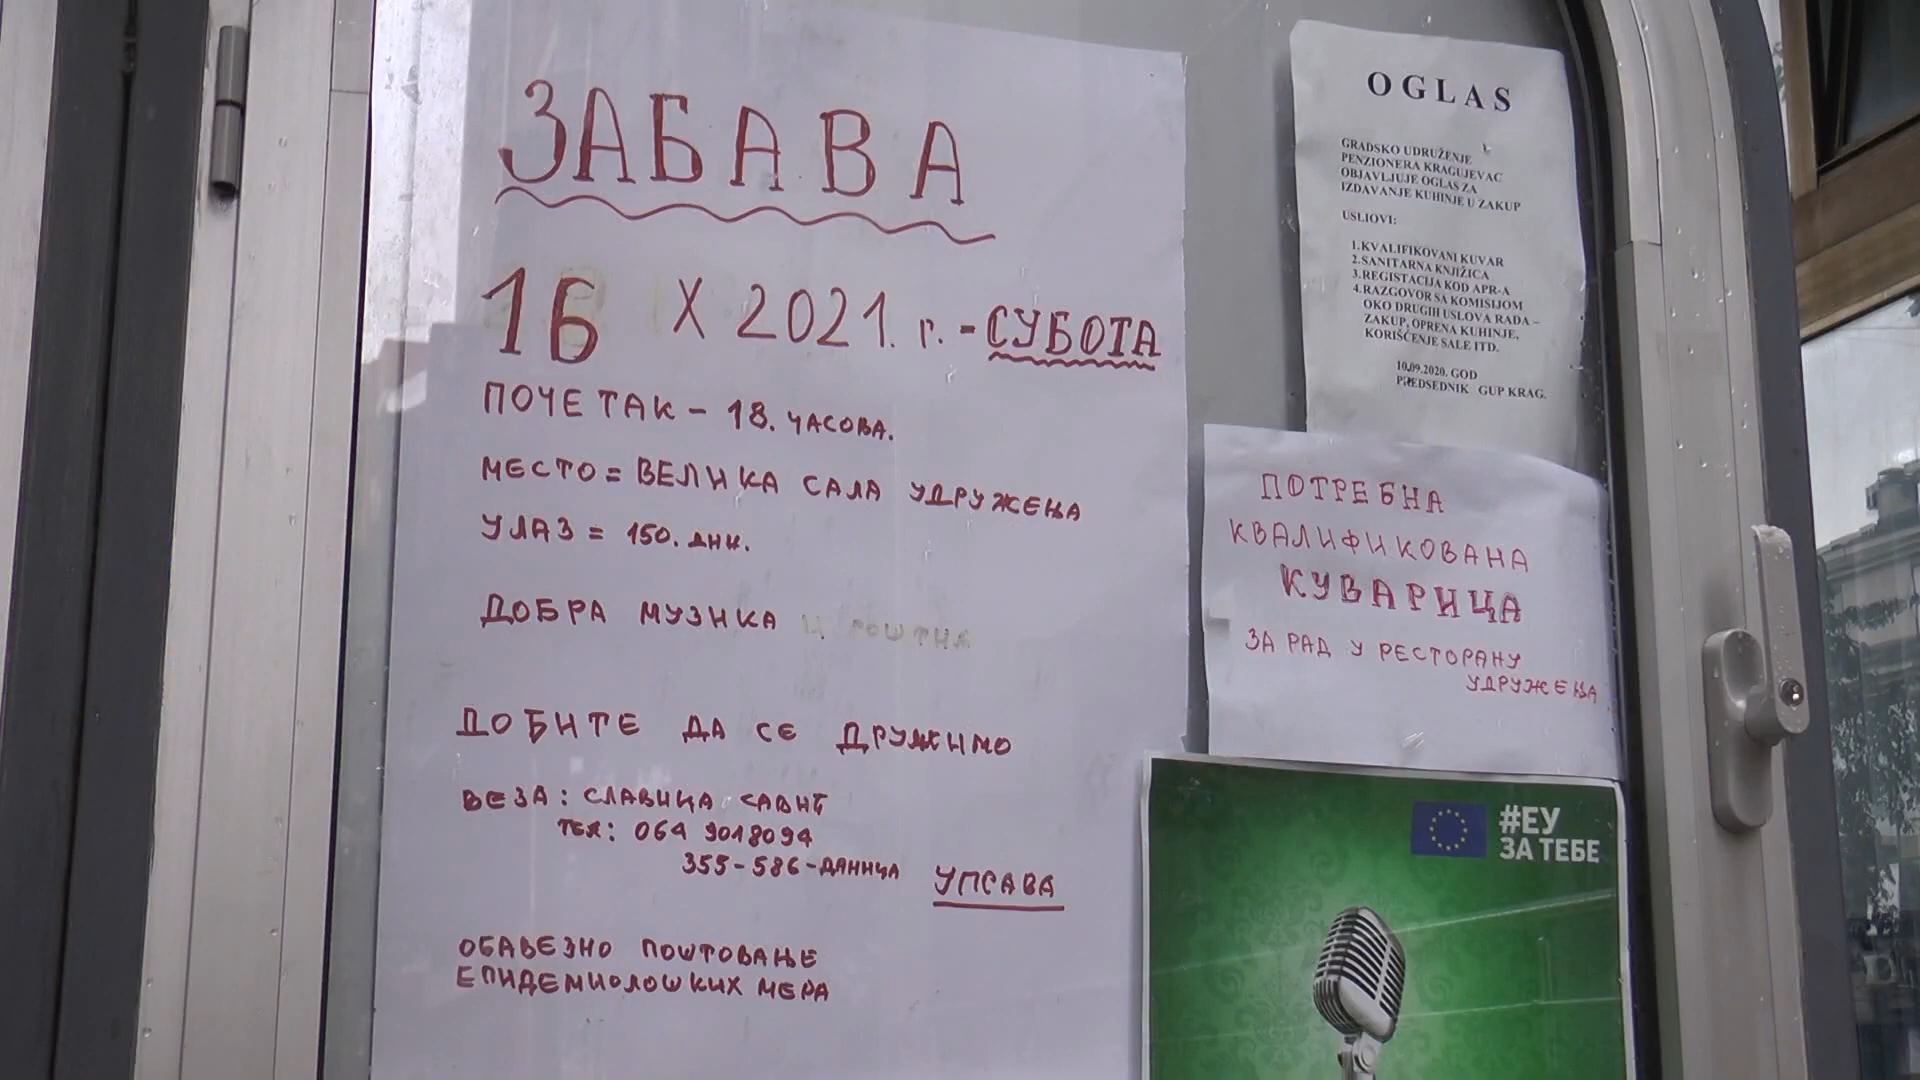 ЗАБАВА
16 X 2021. г. - СУБОТА
ПОЧЕТАК - 18. ЧАСОВА.
МЕСТО = ВЕЛИКА САЛА УДРУЖЕЊА
УЛАЗ = 150. ДИН.
ДОБРА МУЗИКА И
ДОЂИТЕ ДА СЕ ДРУЖИМО
ВЕЗА: СЛАВИЦА САВИЋ
ТЕЛ: 064 9018094
355-586-ДАНИЦА
УПРАВА
ОБАВЕЗНО ПОШТОВАЊЕ
ЕПИДЕМИОЛОШКИХ МЕРА
OGLAS
GRADSKO UDRUŽENJE
PENZIONERA KRAGUJEVAC
OBJAVLJUJE OGLAS ZA
IZDAVANJE KUHINJE U ZAKUP
USLIOVI:
1.KVALIFIKOVANI KUVAR
2.SANITARNA KNJIŽICA
3.REGISTACIJA KOD APR-A
4.RAZGOVOR SA KOMISIJOM
OKO DRUGIH USLOVA RADA –
ZAKUP, OPRENA KUHINJE,
KORIŠĆENJE SALE ITD.
10.09.2020. GOD
PREDSEDNIK GUP KRAG.
ПОТРЕБНА
КВАЛИФИКОВАНА
КУВАРИЦА
ЗА РАД У РЕСТОРАНУ
УДРУЖЕЊА
#ЕУ
ЗА ТЕБЕ